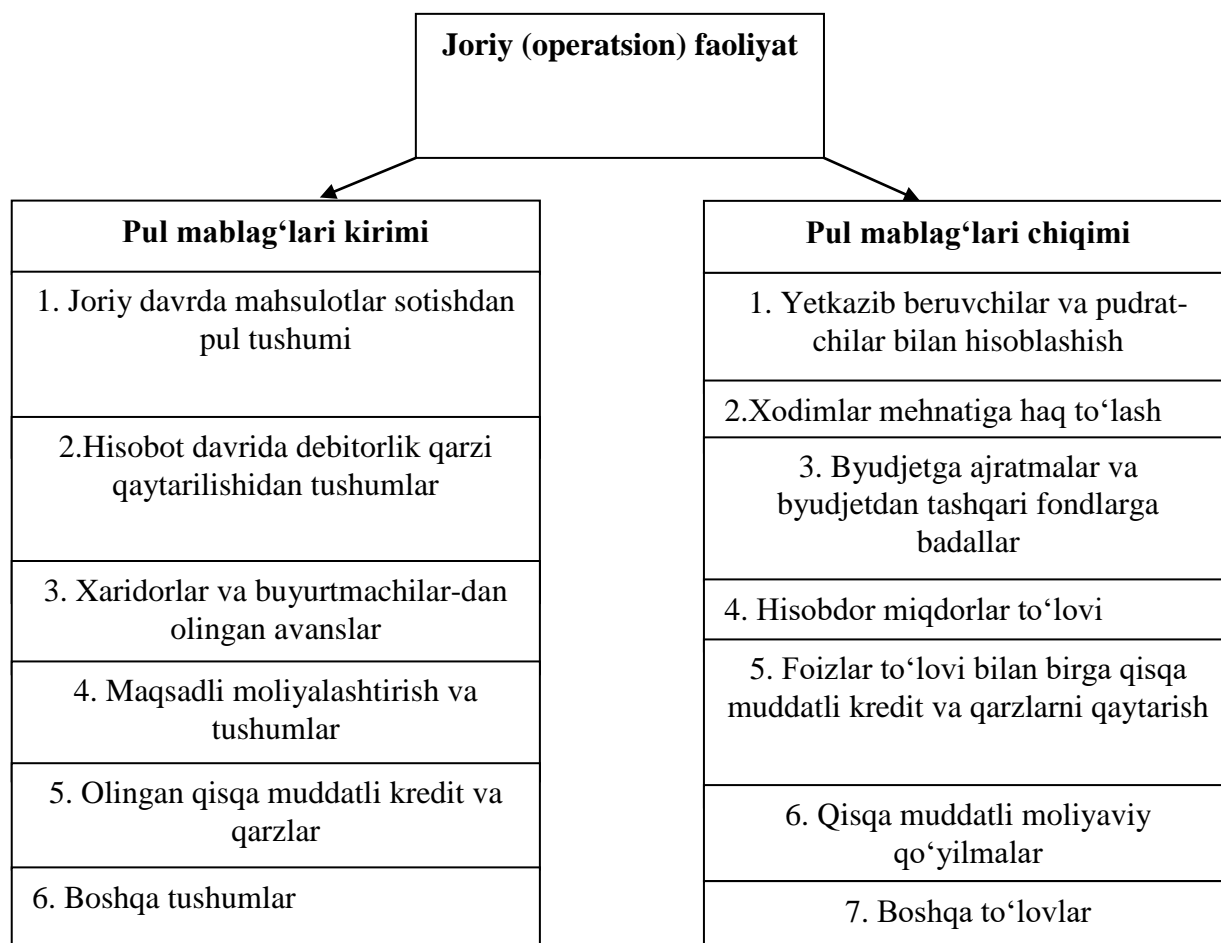 Joriy (operatsion) faoliyat
Pul mablag‘lari kirimi
1. Joriy davrda mahsulotlar sotishdan
pul tushumi
2.Hisobot davrida debitorlik qarzi
qaytarilishidan tushumlar
3. Xaridorlar va buyurtmachilar-dan
olingan avanslar
4. Maqsadli moliyalashtirish va
tushumlar
5. Olingan qisqa muddatli kredit va
qarzlar
6. Boshqa tushumlar
Pul mablag‘lari chiqimi
1. Yetkazib beruvchilar va pudrat-
chilar bilan hisoblashish
2.Xodimlar mehnatiga haq to‘lash
3. Byudjetga ajratmalar va
byudjetdan tashqari fondlarga
badallar
4. Hisobdor miqdorlar to‘lovi
5. Foizlar to‘lovi bilan birga qisqa
muddatli kredit va qarzlarni qaytarish
6. Qisqa muddatli moliyaviy
qo‘yilmalar
7. Boshqa to‘lovlar